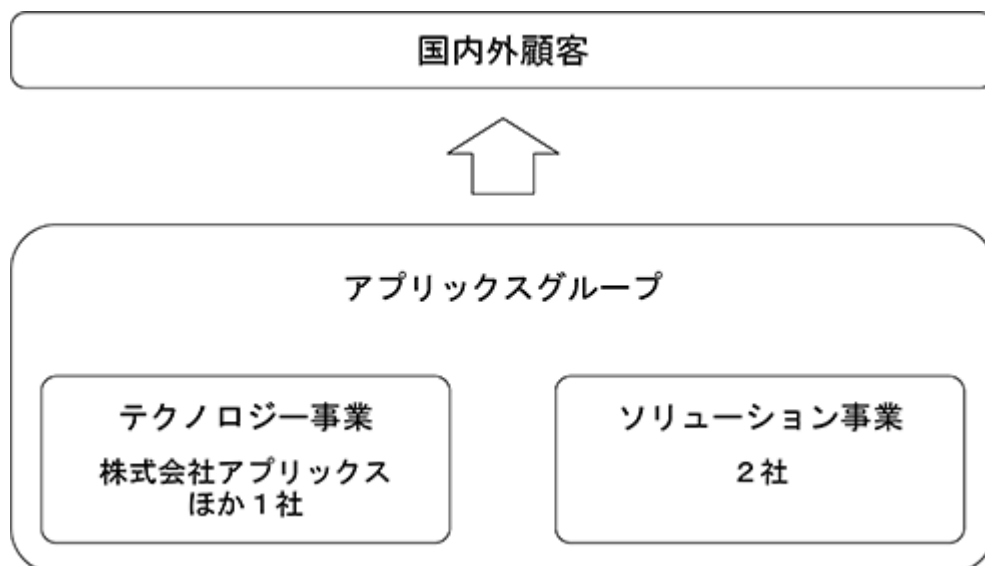 国内外顧客
アプリックスグループ
テクノロジー事業
株式会社アプリックス
ほか１社
ソリューション事業
２社